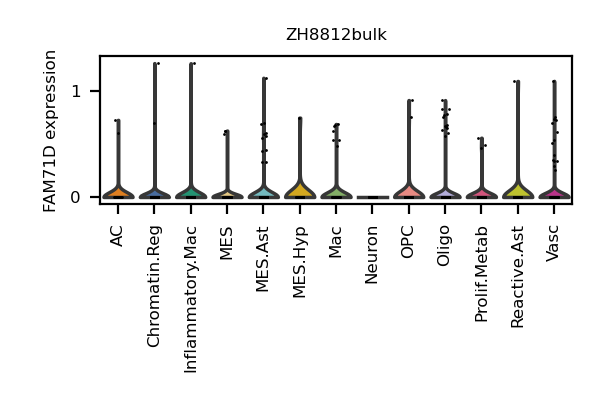 ZH8812bulk
FAM71D expression
1
0
AC
Chromatin.Reg
Inflammatory.Mac
MES
MES.Ast
MES.Hyp
Mac
Neuron
OPC
Oligo
Prolif.Metab
Reactive.Ast
Vasc